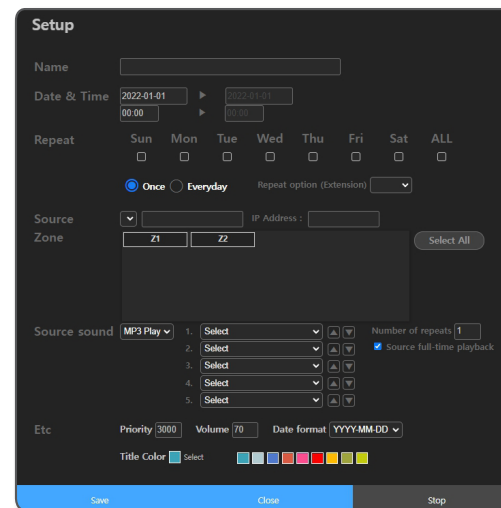 Setup
Name
Date & Time 2022-01-01 ▶ 2022-01-01
00:00 ▶ 00:00
Repeat Sun Mon Tue Wed Thu Fri Sat ALL
Once Everyday Repeat option (Extension)
Source IP Address :
Zone Z1 Z2 Select All
Source sound MP3 Play 1. Select ▲ ▼ Number of repeats 1
2. Select ▲ ▼ Source full-time playback
3. Select ▲ ▼
4. Select ▲ ▼
5. Select ▲ ▼
Etc Priority 3000 Volume 70 Date format YYYY-MM-DD
Title Color Select
Save Close Stop